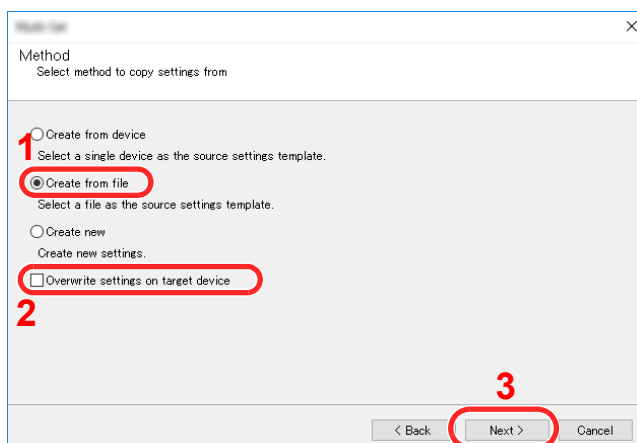 Method
Select method to copy settings from
1
Create from device
Select a single device as the source settings template.
Create from file
Select a file as the source settings template.
Create new
Create new settings.
Overwrite settings on target device
2
3
< Back
Next >
Cancel